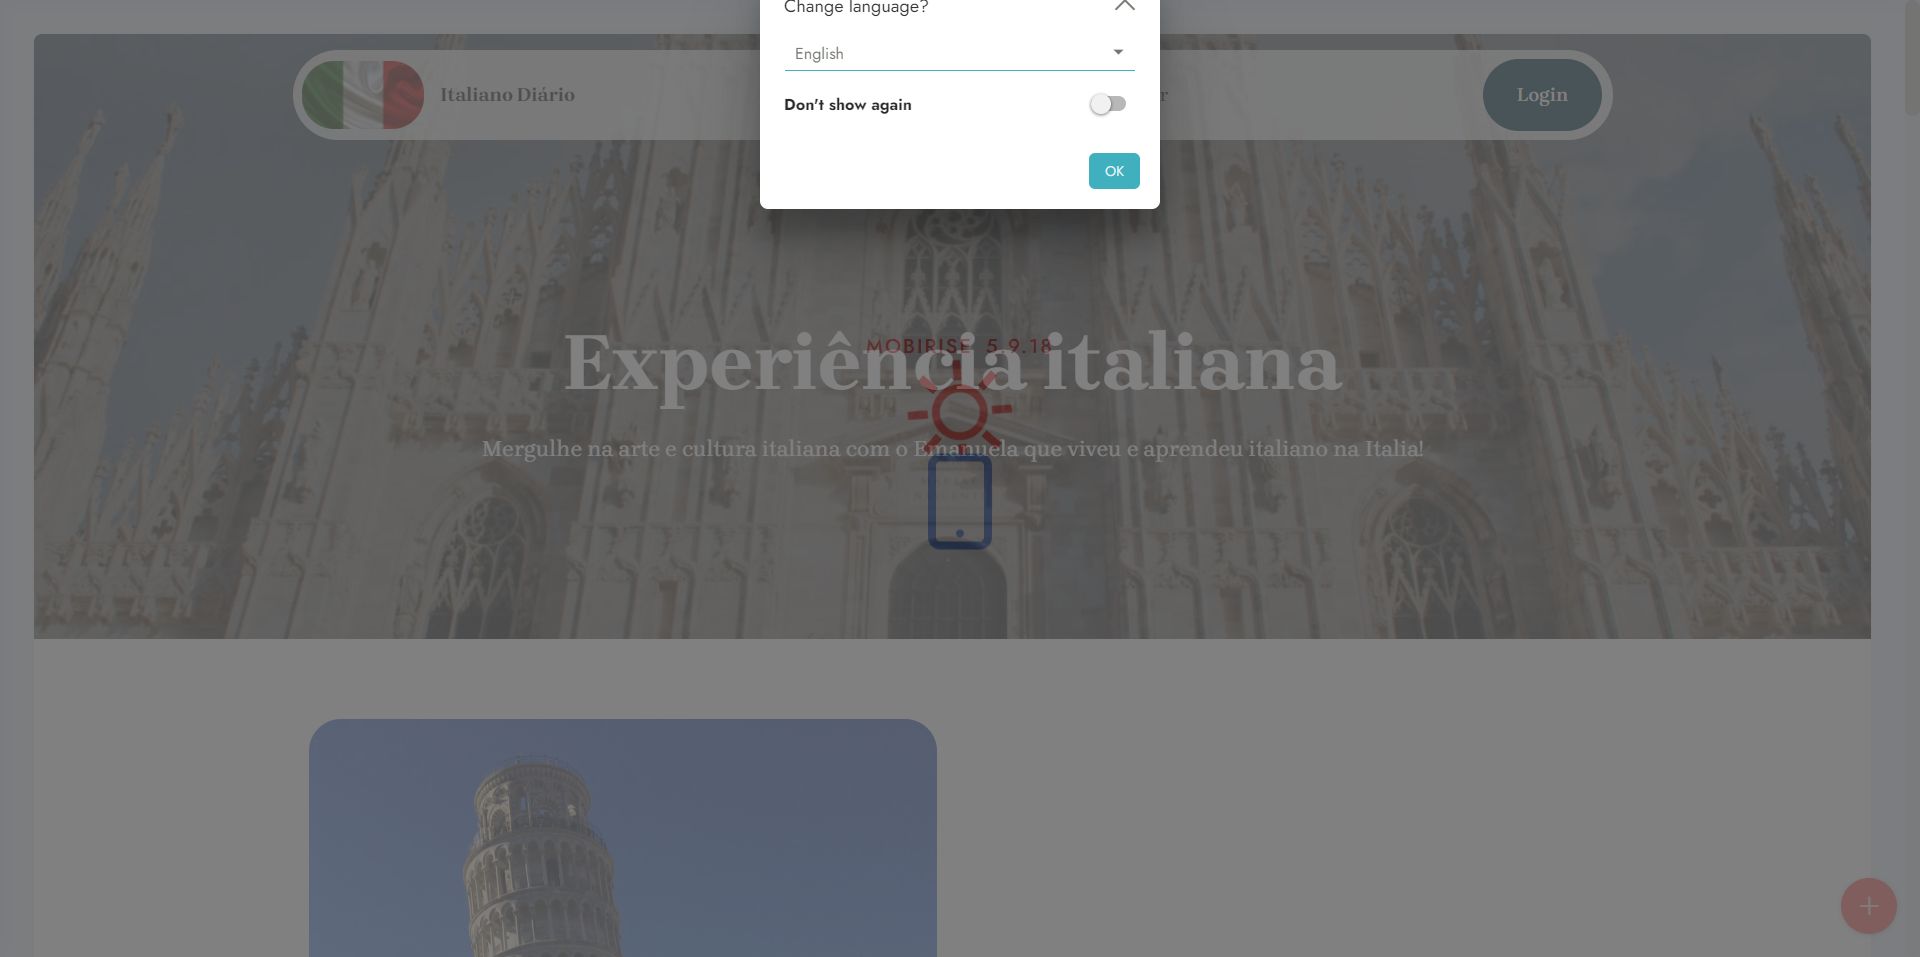 Change language?
English
Don't show again
OK
Italiano Diário
r
Login
MOBIRISE 5.9.18
Experiência italiana
Mergulhe na arte e cultura italiana com o Emanuela que viveu e aprendeu italiano na Italia!